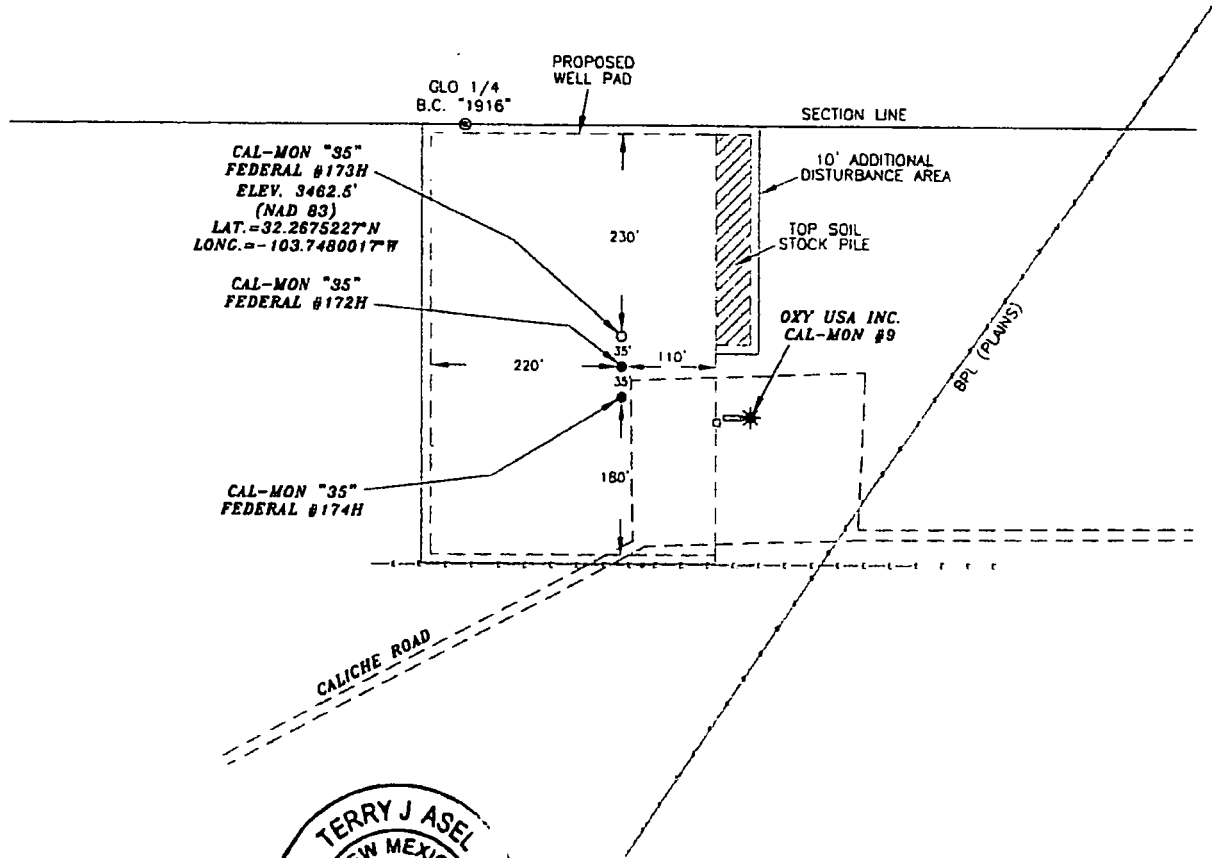 PROPOSED
WELL PAD
GLO 1/4
B.C. "1916"
SECTION LINE
CAL-MON "35"
FEDERAL #173H
ELEV. 3462.5'
(NAD 83)
LAT.=32.2675227°N
LONG.=-103.7480017°W
10' ADDITIONAL
DISTURBANCE AREA
230'
TOP SOIL
STOCK PILE
CAL-MON "35"
FEDERAL #172H
OXY USA INC.
CAL-MON #9
BPL (PLAINS)
35'
220'
110'
35'
180'
CAL-MON "35"
FEDERAL #174H
CALICHE ROAD
TERRY J ASEL